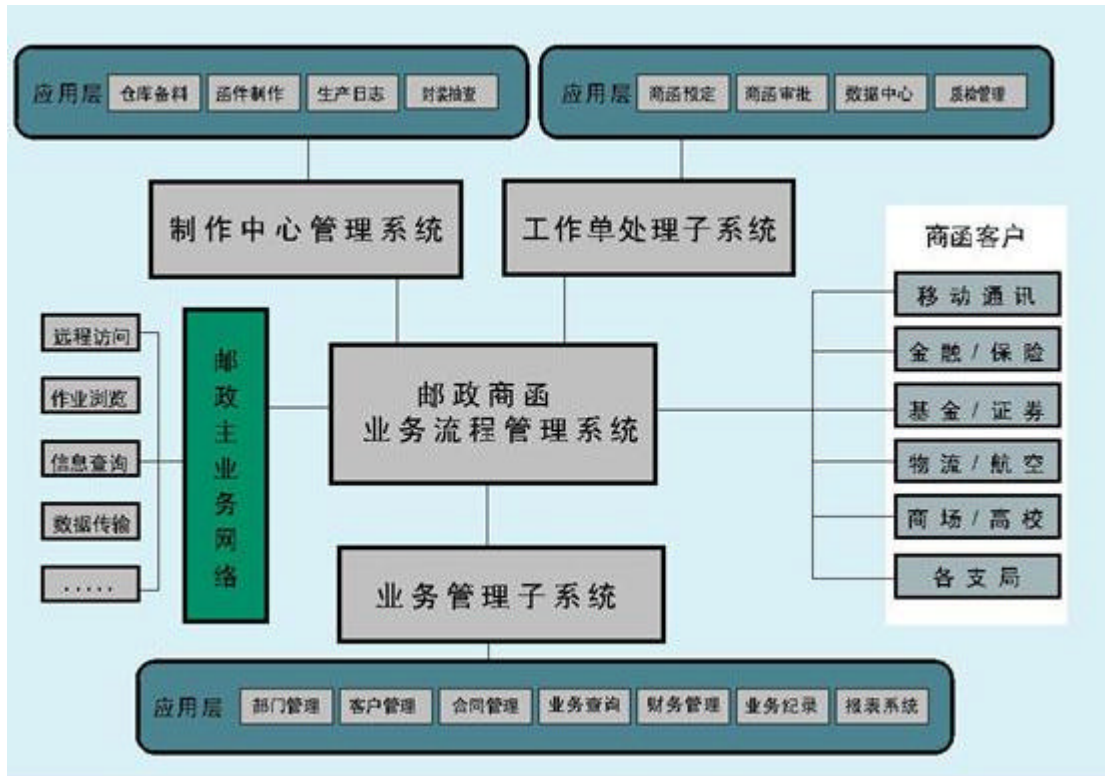 应用层 仓库备料 函件制作 生产日志 封装抽查
应用层 商函预定 商函审批 数据中心 质检管理
制作中心管理系统
工作单处理子系统
商函客户
移动通讯
金融/保险
基金/证券
物流/航空
商场/高校
各支局
远程访问
作业浏览
信息查询
数据传输
.....
邮政主业务网络
邮政商函
业务流程管理系统
业务管理子系统
应用层 部门管理 客户管理 合同管理 业务查询 财务管理 业务纪录 报表系统